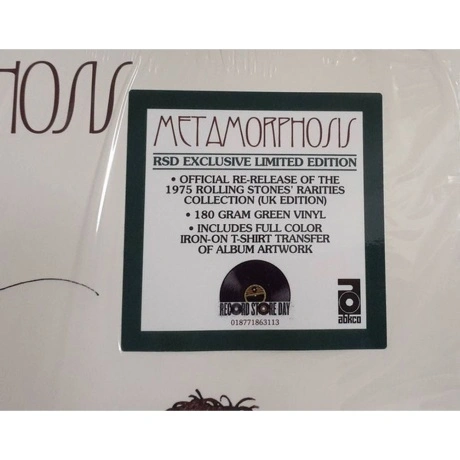 PHOSIS
METAMORPHOSIS
RSD EXCLUSIVE LIMITED EDITION
• OFFICIAL RE-RELEASE OF THE
1975 ROLLING STONES' RARITIES
COLLECTION (UK EDITION)
• 180 GRAM GREEN VINYL
• INCLUDES FULL COLOR
IRON-ON T-SHIRT TRANSFER
OF ALBUM ARTWORK
RECORD STORE DAY
018771863113
abkco